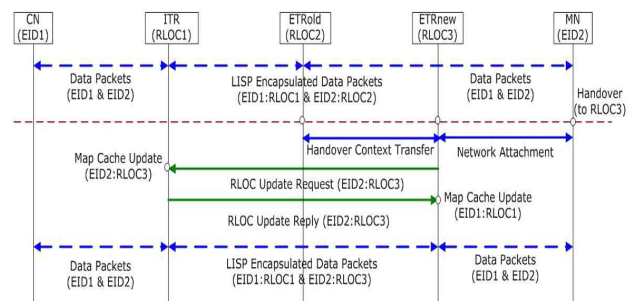 CN
(EID1)
ITR
(RLOC1)
ETRold
(RLOC2)
ETRnew
(RLOC3)
MN
(EID2)
Data Packets
(EID1 & EID2)
LISP Encapsulated Data Packets
(EID1:RLOC1 & EID2:RLOC2)
Data Packets
(EID1 & EID2)
Handover
(to RLOC3)
Handover Context Transfer
Network Attachment
Map Cache Update
(EID2:RLOC3)
RLOC Update Request (EID2:RLOC3)
Map Cache Update
(EID1:RLOC1)
RLOC Update Reply (EID2:RLOC3)
Data Packets
(EID1 & EID2)
LISP Encapsulated Data Packets
(EID1:RLOC1 & EID2:RLOC3)
Data Packets
(EID1 & EID2)